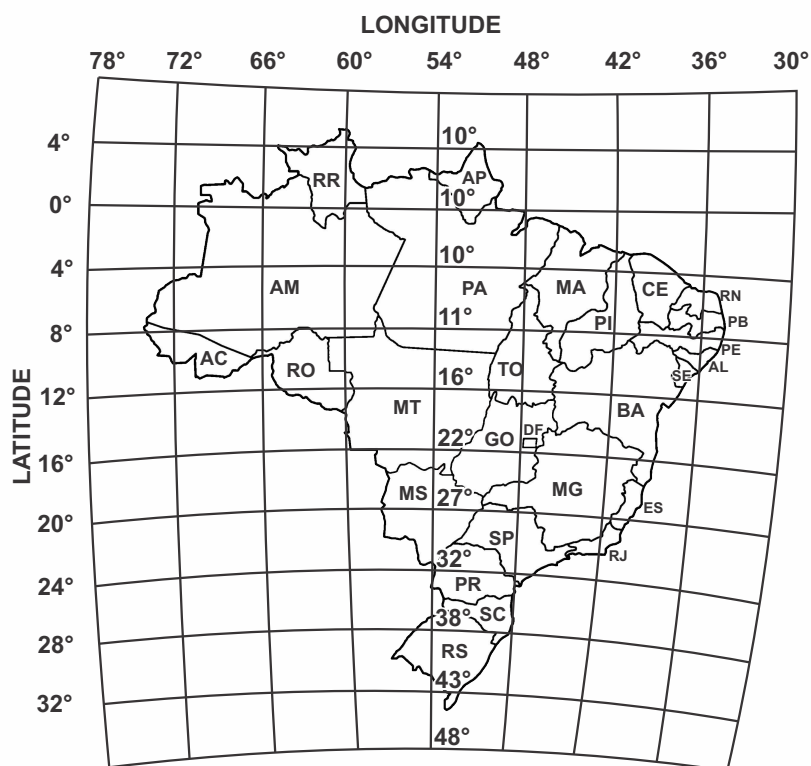 LONGITUDE
78° 72° 66° 60° 54° 48° 42° 36° 30°
4° 10°
RR AP
0° 10°
4° 10°
AM PA MA CE RN
8° 11° PI PB
AC RO TO PE
SE AL
12° 16°
MT BA
LATITUDE
GO DF
16° 22°
MS MG
27° ES
20°
SP RJ
24° 32°
PR
SC
28° 38°
RS
32° 43°
48°